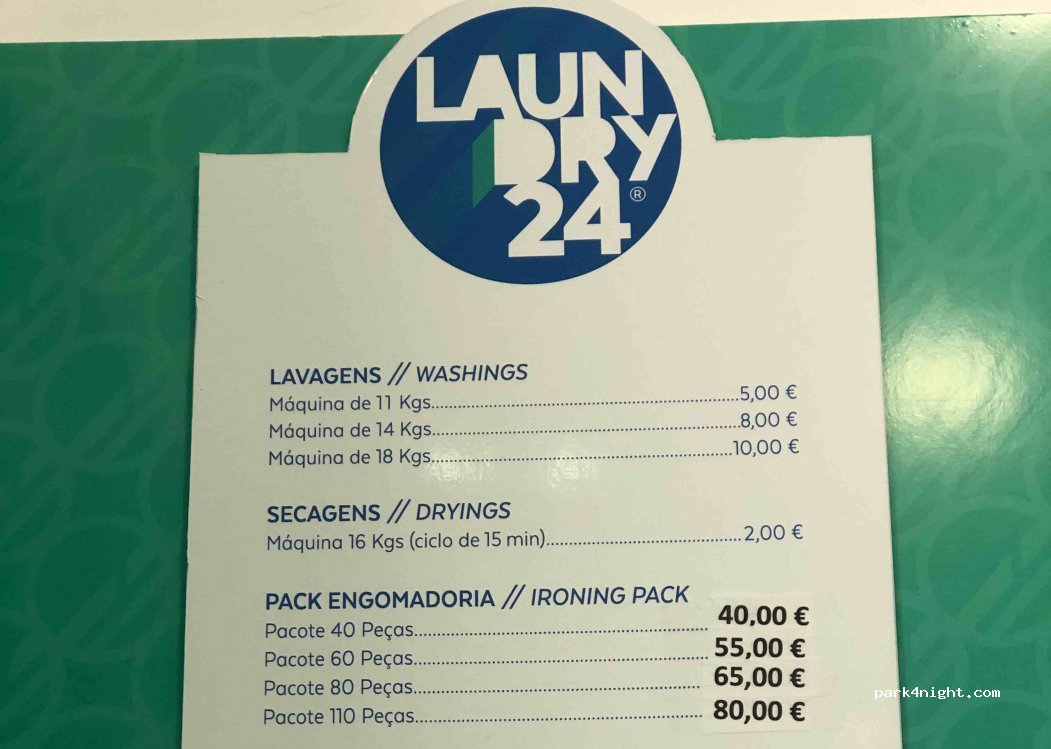 LAUN
DRY
24®
LAVAGENS // WASHINGS
Máquina de 11 Kgs........................................................5,00 €
Máquina de 14 Kgs........................................................8,00 €
Máquina de 18 Kgs.......................................................10,00 €
SECAGENS // DRYINGS
Máquina 16 Kgs (ciclo de 15 min)...................................2,00 €
PACK ENGOMADORIA // IRONING PACK
Pacote 40 Peças.......................................................40,00 €
Pacote 60 Peças.......................................................55,00 €
Pacote 80 Peças.......................................................65,00 €
Pacote 110 Peças......................................................80,00 €
park4night.com